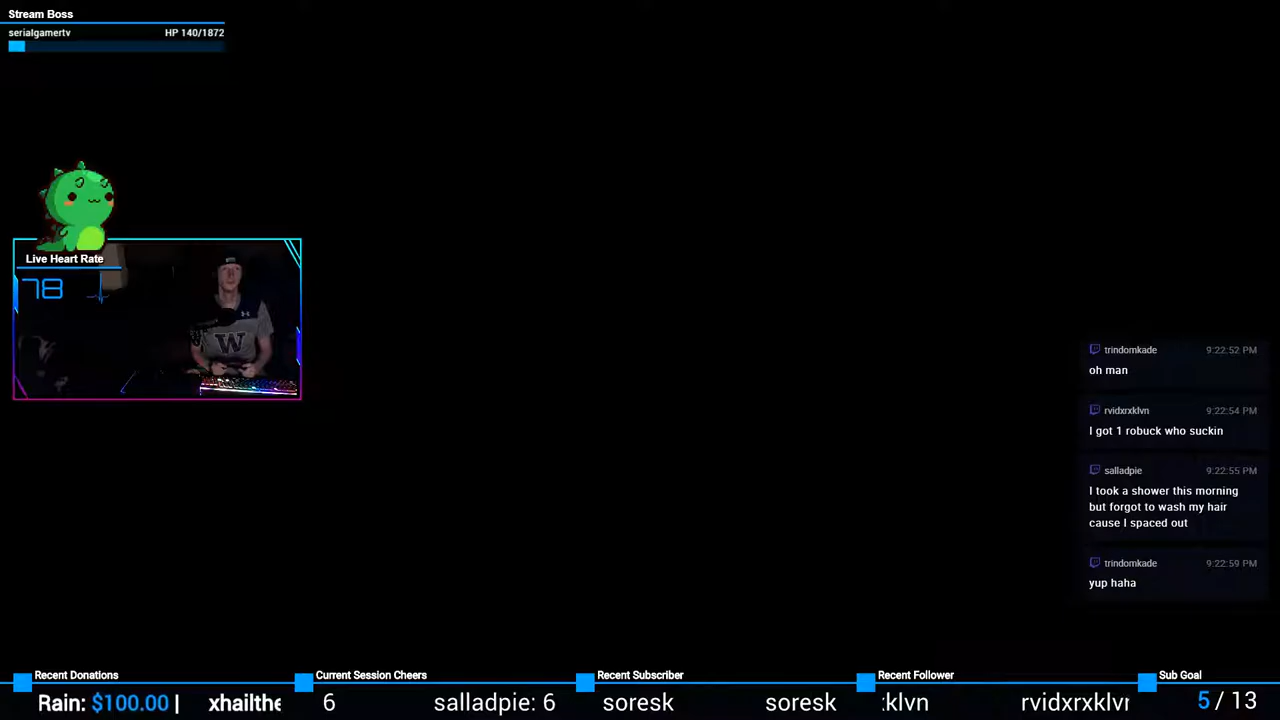 Stream Boss
serialgamertv HP 140/1872
Live Heart Rate
78
W
trindomkade 9:22:52 PM
oh man
rvidxrxklvn 9:22:54 PM
I got 1 robuck who suckin
salladpie 9:22:55 PM
I took a shower this morning
but forgot to wash my hair
cause I spaced out
trindomkade 9:22:59 PM
yup haha
Recent Donations Current Session Cheers Recent Subscriber Recent Follower Sub Goal
Rain: $100.00 | xhailthe 6 salladpie: 6 soresk soresk :klvn rvidxrxklvn 5 / 13